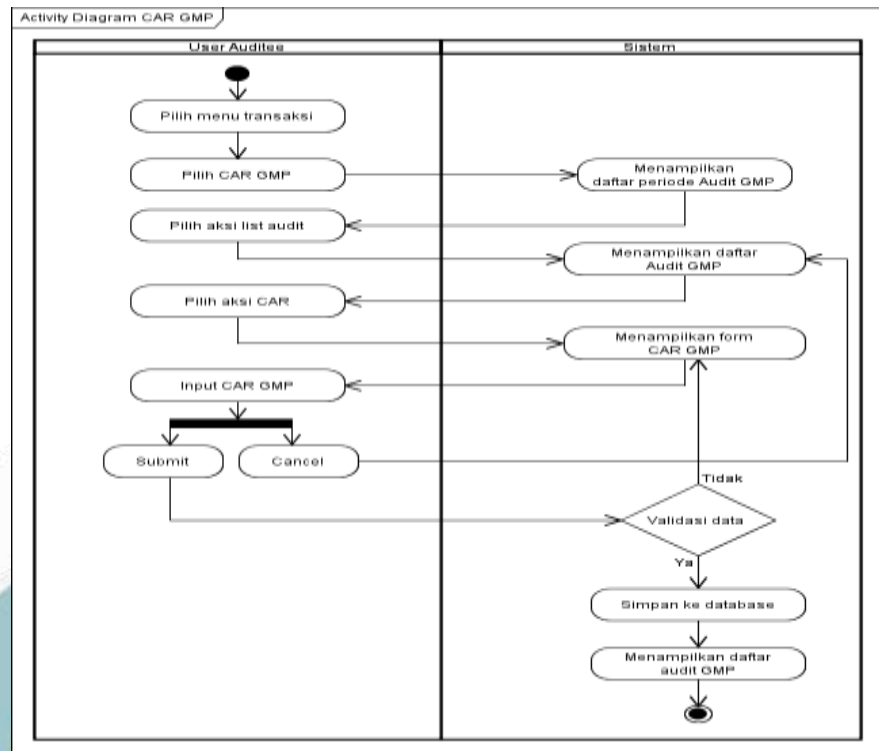 Activity Diagram CAR GMP
User Auditee
Sistem
Pilih menu transaksi
Pilih CAR GMP
Menampilkan
daftar periode Audit GMP
Pilih aksi list audit
Menampilkan daftar
Audit GMP
Pilih aksi CAR
Menampilkan form
CAR GMP
Input CAR GMP
Submit
Cancel
Tidak
Validasi data
Ya
Simpan ke database
Menampilkan daftar
audit GMP